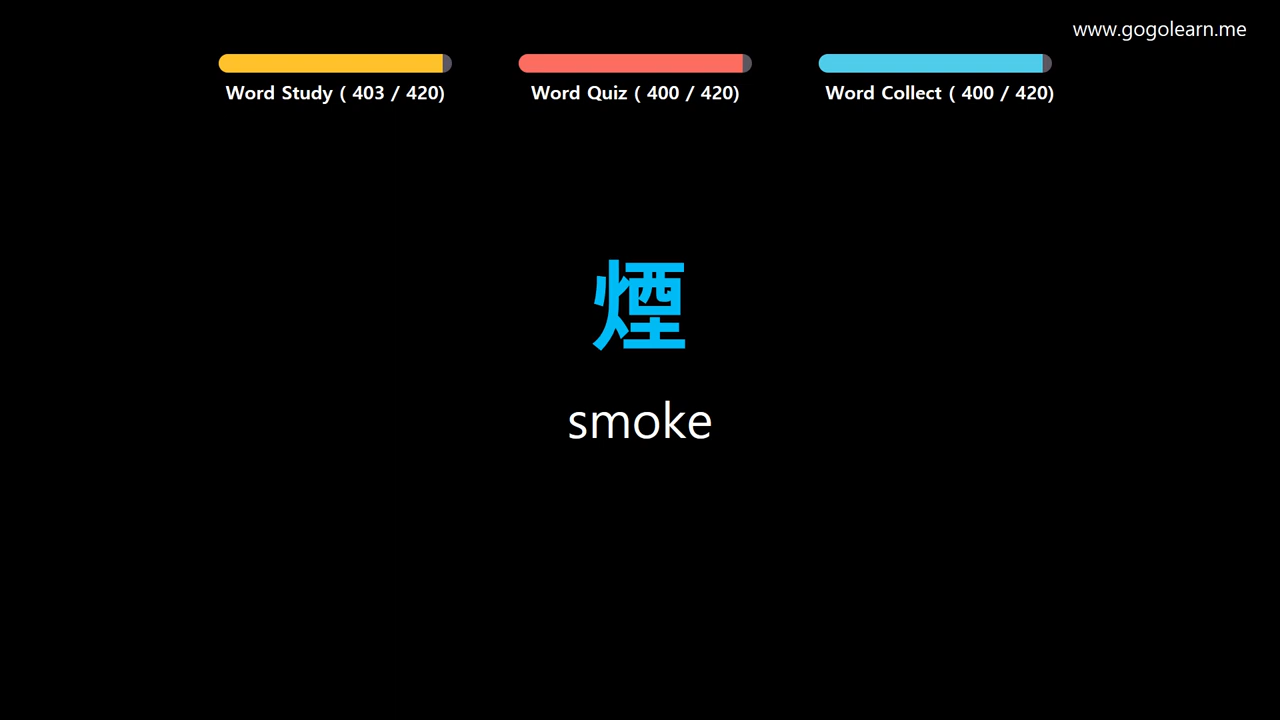 www.gogolearn.me
Word Study ( 403 / 420)
Word Quiz ( 400 / 420)
Word Collect ( 400 / 420)
煙
smoke